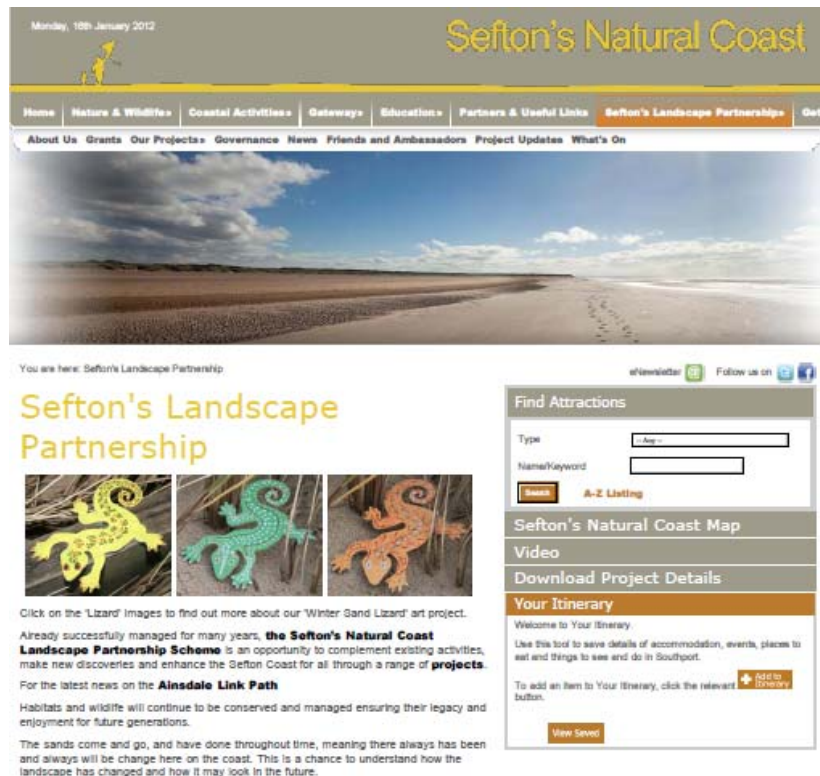 Monday, 16th January 2012
Sefton's Natural Coast
Home Nature & Wildlife» Coastal Activities» Gateway» Education» Partners & Useful Links Sefton's Landscape Partnership» Get
About Us Grants Our Projects» Governance News Friends and Ambassadors Project Updates What's On
You are here: Sefton's Landscape Partnership
eNewsletter Follow us on
Sefton's Landscape
Partnership
Click on the 'Lizard' images to find out more about our 'Winter Sand Lizard' art project.
Already successfully managed for many years, the Sefton's Natural Coast
Landscape Partnership Scheme is an opportunity to complement existing activities,
make new discoveries and enhance the Sefton Coast for all through a range of projects.
For the latest news on the Ainsdale Link Path
Habitats and wildlife will continue to be conserved and managed ensuring their legacy and
enjoyment for future generations.
The sands come and go, and have done throughout time, meaning there always has been
and always will be change here on the coast. This is a chance to understand how the
landscape has changed and how it may look in the future.
Find Attractions
Type -- Any --
Name/Keyword
Search A-Z Listing
Sefton's Natural Coast Map
Video
Download Project Details
Your Itinerary
Welcome to Your Itinerary.
Use this tool to save details of accommodation, events, places to
eat and things to see and do in Southport.
To add an item to Your Itinerary, click the relevant Add to Itinerary
button.
View Saved